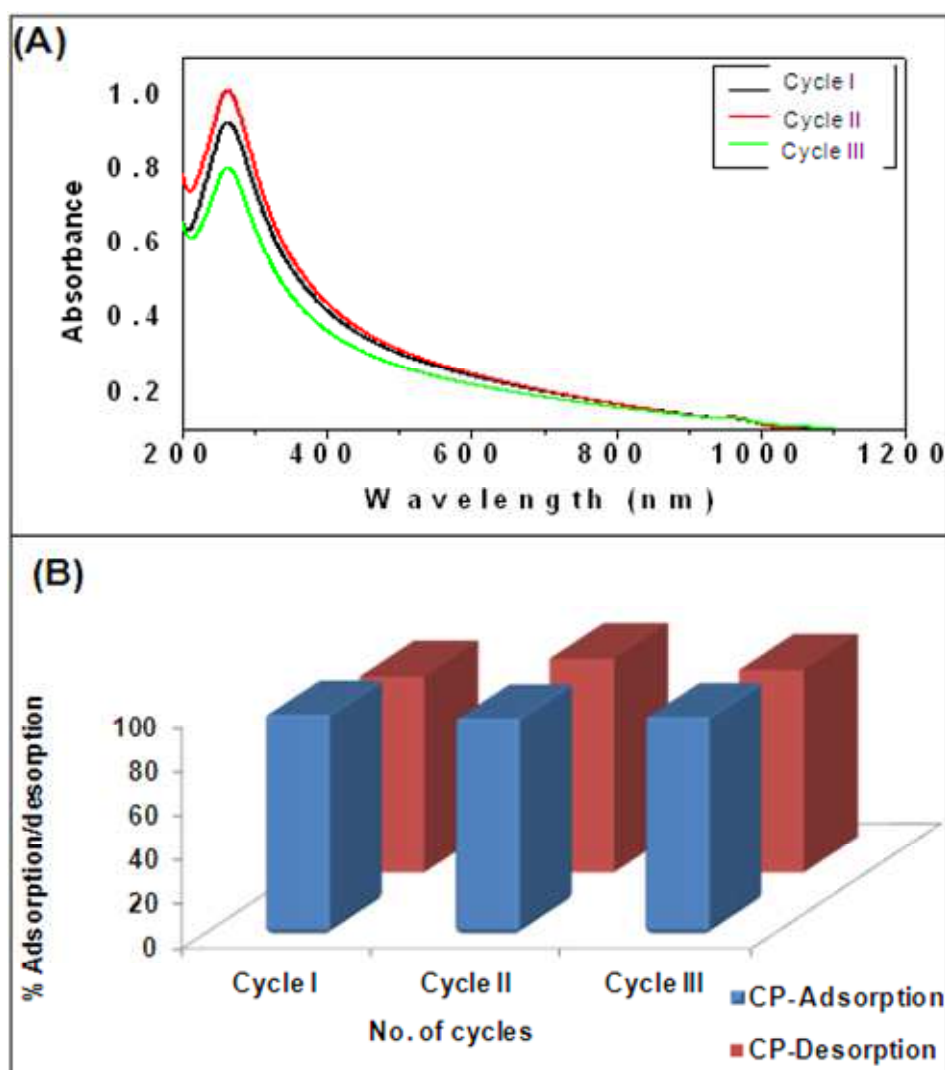 (A)
Cycle I
Cycle II
Cycle III
Absorbance
1.0
0.8
0.6
0.4
0.2
200 400 600 800 1000 1200
Wavelength (nm)
(B)
% Adsorption/desorption
100
80
60
40
20
0
Cycle I Cycle II Cycle III
No. of cycles
CP-Adsorption
CP-Desorption